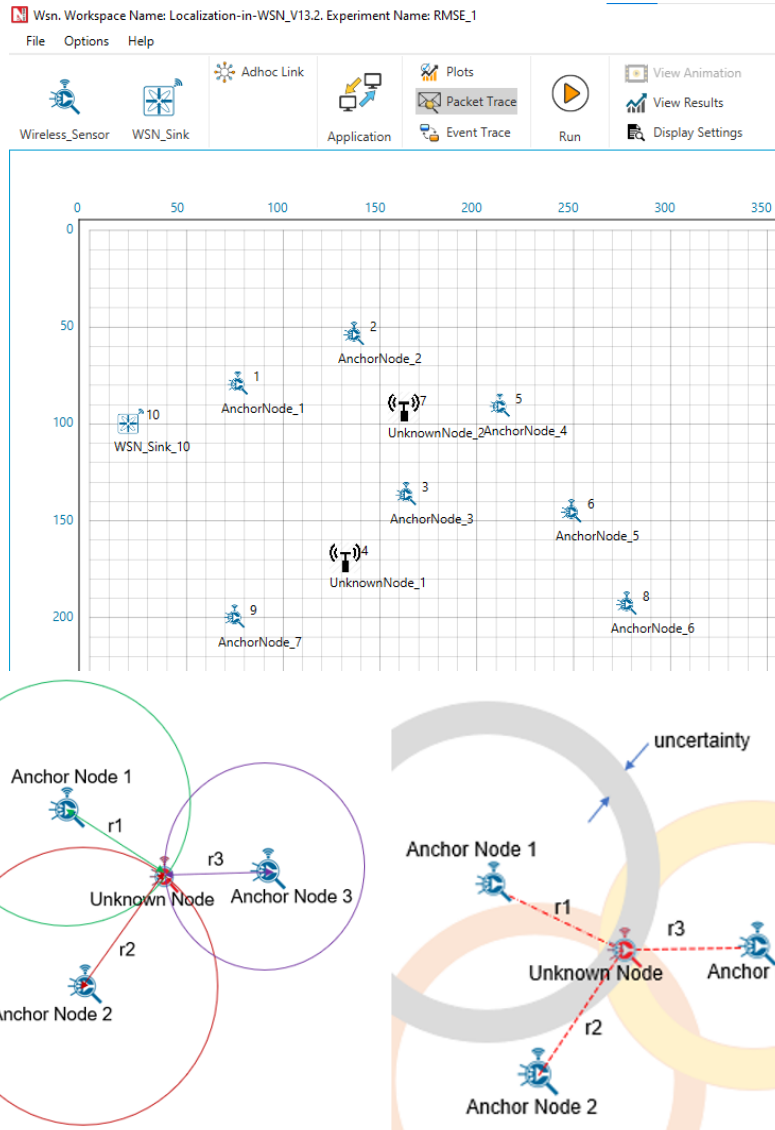 Wsn. Workspace Name: Localization-in-WSN_V13.2. Experiment Name: RMSE_1
File Options Help
Wireless_Sensor
WSN_Sink
Adhoc Link
Application
Plots
Packet Trace
Event Trace
Run
View Animation
View Results
Display Settings
0 50 100 150 200 250 300 350
0
50
100
150
200
2
AnchorNode_2
1
AnchorNode_1
10
WSN_Sink_10
7
UnknownNode_2
5
AnchorNode_4
3
AnchorNode_3
6
AnchorNode_5
4
UnknownNode_1
9
AnchorNode_7
8
AnchorNode_6
Anchor Node 1
r1
r3
Unknown Node
Anchor Node 3
r2
Anchor Node 2
uncertainty
Anchor Node 1
r1
r3
Unknown Node
Anchor
r2
Anchor Node 2